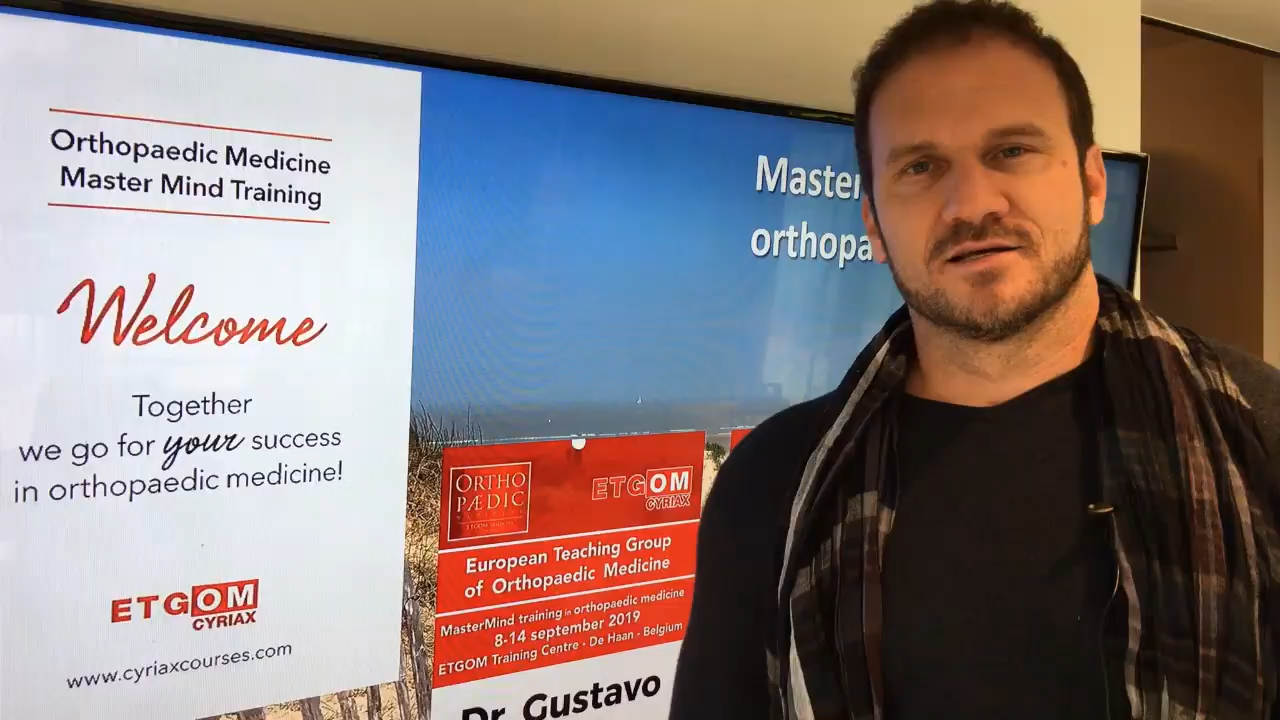 Orthopaedic Medicine
Master Mind Training
Welcome
Together
we go for your success
in orthopaedic medicine!
ETGOM
CYRIAX
www.cyriaxcourses.com
Master
orthopa
ORTHO
PÆDIC
ETGOM
CYRIAX
European Teaching Group
of Orthopaedic Medicine
MasterMind training in orthopaedic medicine
8-14 september 2019
ETGOM Training Centre - De Haan - Belgium
Dr. Gustavo